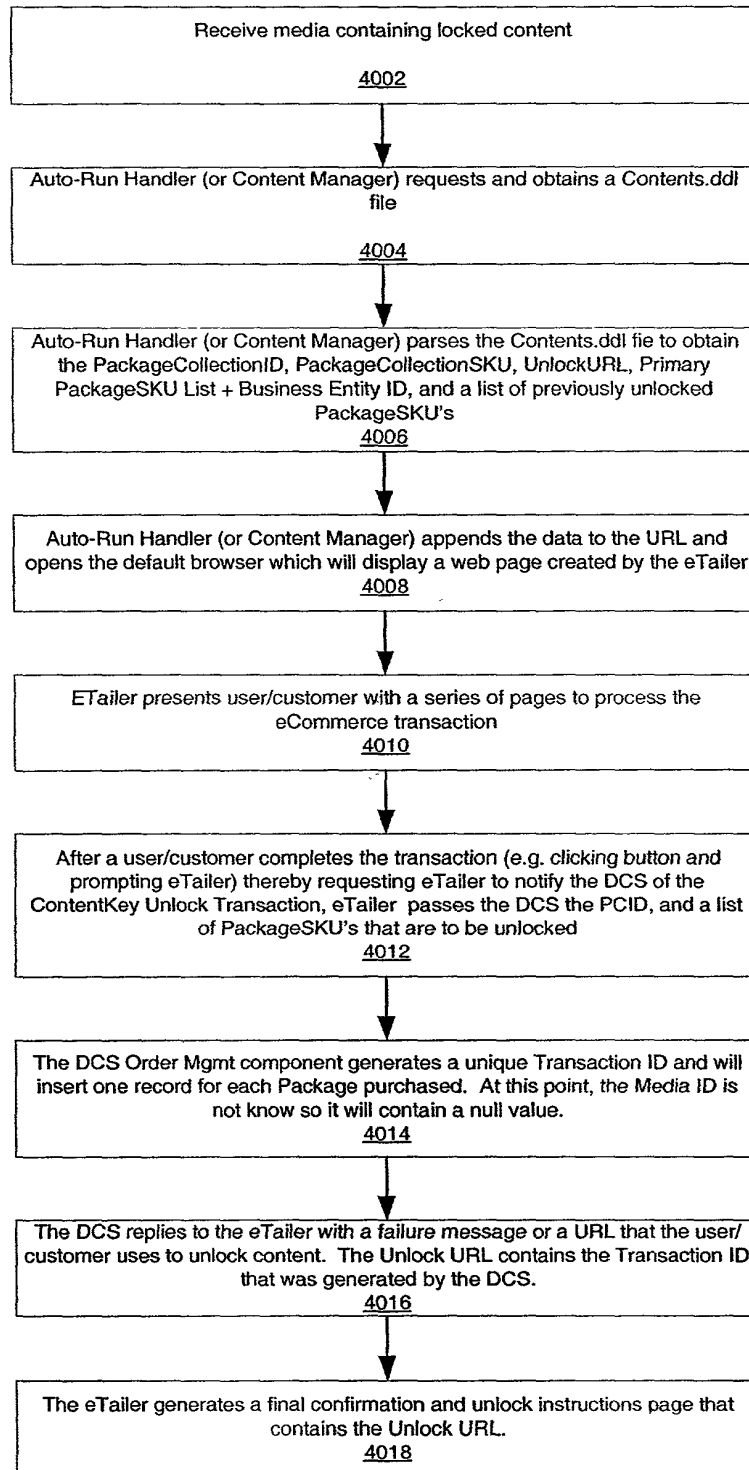 Receive media containing locked content
4002
Auto-Run Handler (or Content Manager) requests and obtains a Contents.ddl
file
4004
Auto-Run Handler (or Content Manager) parses the Contents.ddl fie to obtain
the PackageCollectionID, PackageCollectionSKU, UnlockURL, Primary
PackageSKU List + Business Entity ID, and a list of previously unlocked
PackageSKU's
4006
Auto-Run Handler (or Content Manager) appends the data to the URL and
opens the default browser which will display a web page created by the eTailer
4008
ETailer presents user/customer with a series of pages to process the
eCommerce transaction
4010
After a user/customer completes the transaction (e.g. clicking button and
prompting eTailer) thereby requesting eTailer to notify the DCS of the
ContentKey Unlock Transaction, eTailer passes the DCS the PCID, and a list
of PackageSKU's that are to be unlocked
4012
The DCS Order Mgmt component generates a unique Transaction ID and will
insert one record for each Package purchased. At this point, the Media ID is
not know so it will contain a null value.
4014
The DCS replies to the eTailer with a failure message or a URL that the user/
customer uses to unlock content. The Unlock URL contains the Transaction ID
that was generated by the DCS.
4016
The eTailer generates a final confirmation and unlock instructions page that
contains the Unlock URL.
4018